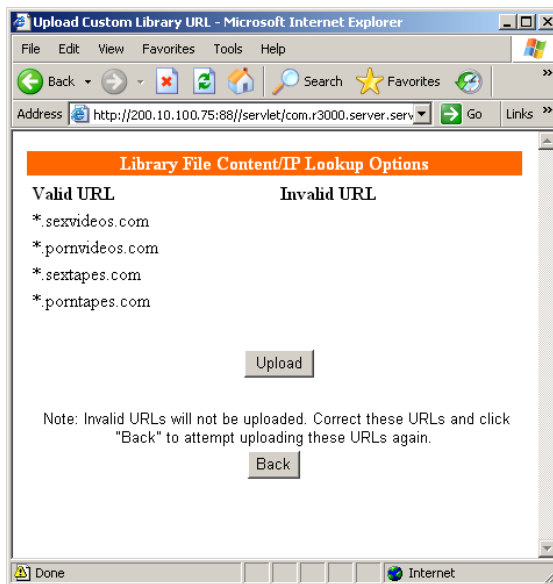 Upload Custom Library URL - Microsoft Internet Explorer
File Edit View Favorites Tools Help
Back Search Favorites »
Address http://200.10.100.75:88//servlet/com.r3000.server.serv Go Links »
Library File Content/IP Lookup Options
Valid URL Invalid URL
*.sexvideos.com
*.pornvideos.com
*.sextapes.com
*.porntapes.com
Upload
Note: Invalid URLs will not be uploaded. Correct these URLs and click
"Back" to attempt uploading these URLs again.
Back
Done Internet